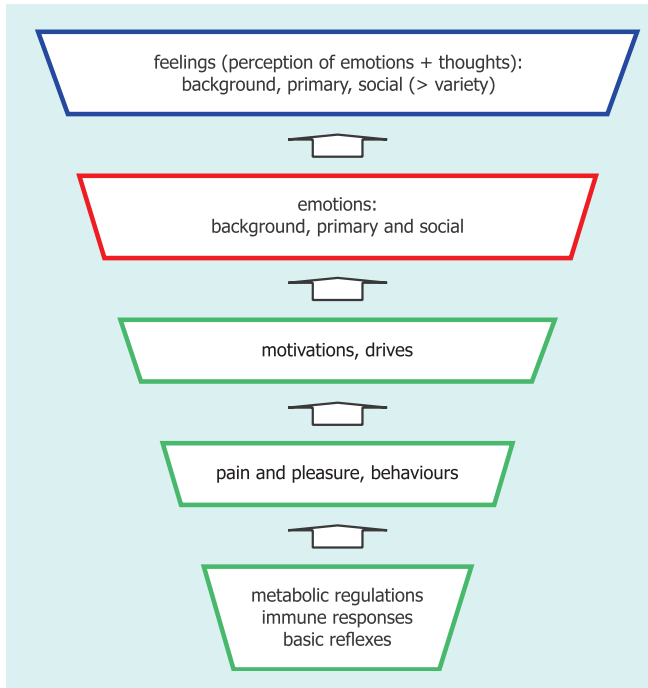 feelings (perception of emotions + thoughts):
background, primary, social (> variety)
emotions:
background, primary and social
motivations, drives
pain and pleasure, behaviours
metabolic regulations
immune responses
basic reflexes